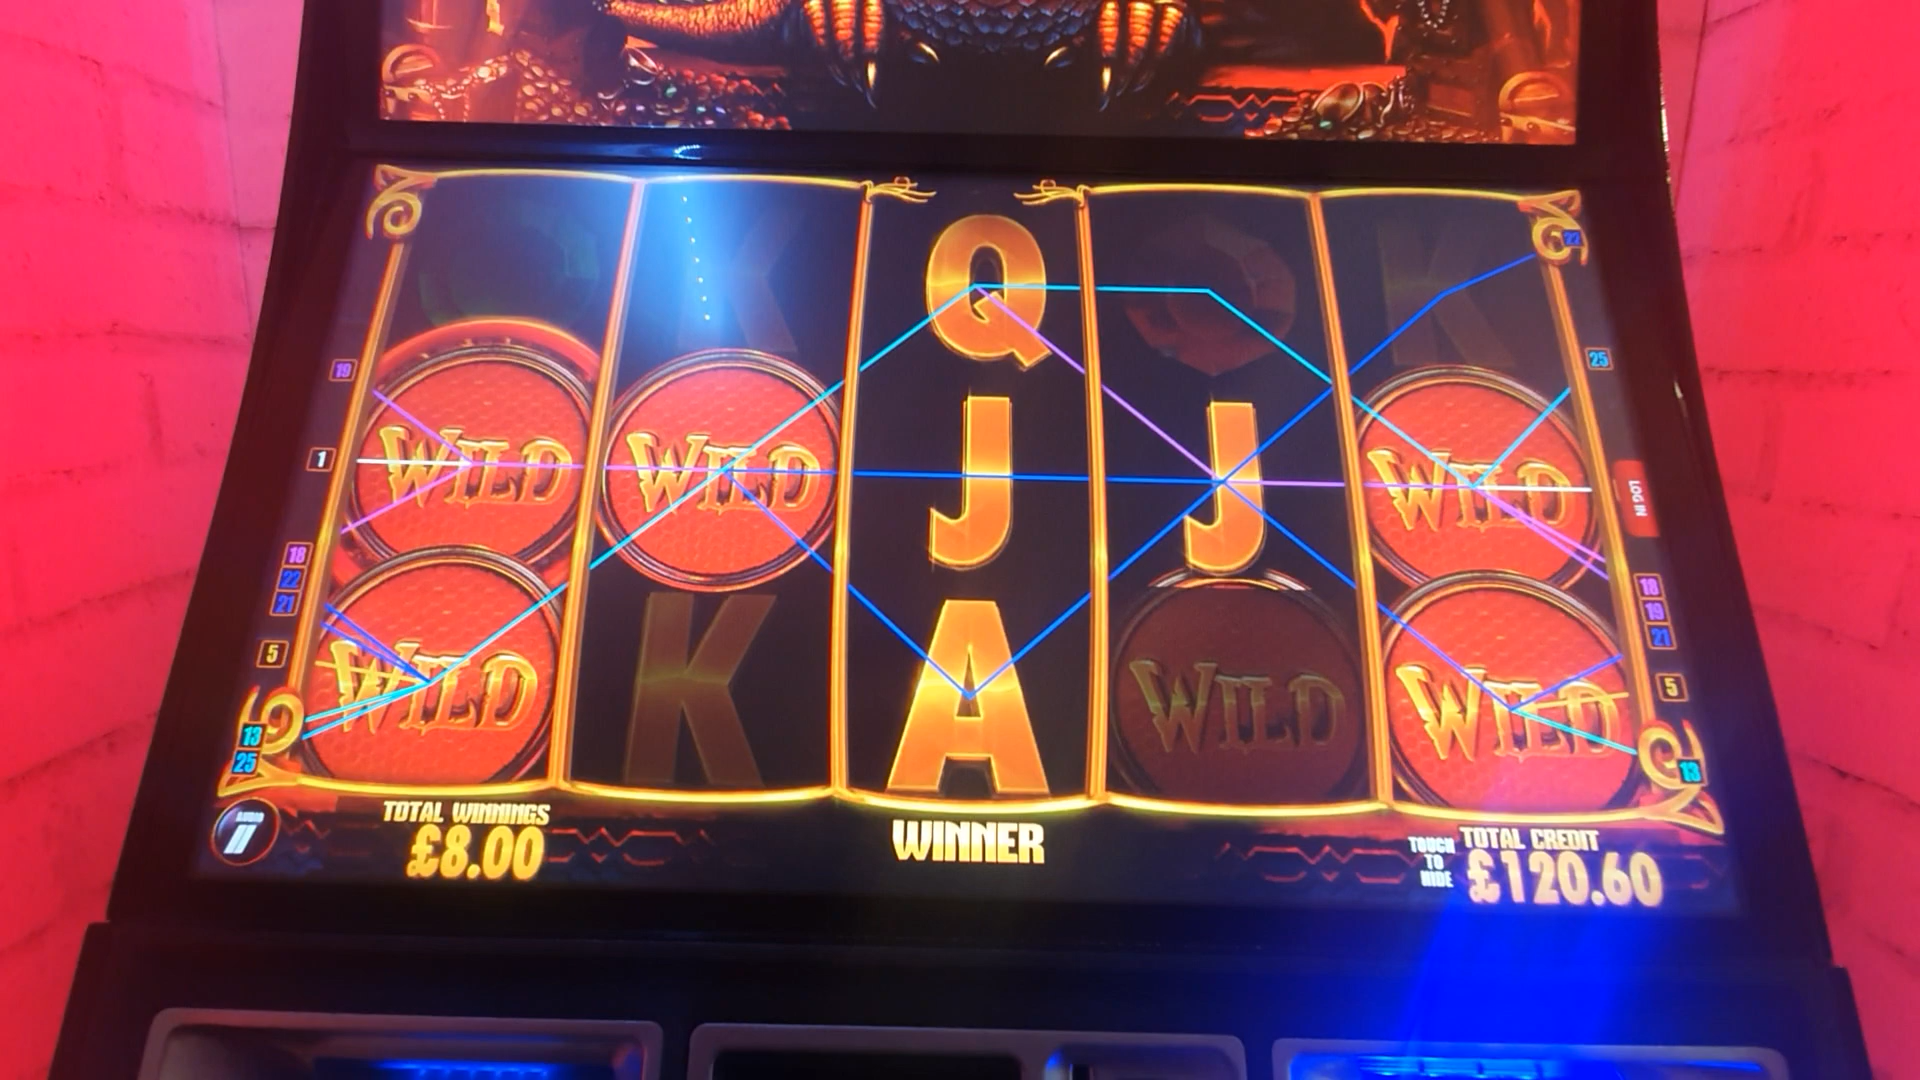 K
Q
K
22
19
25
1
WILD
WILD
J
J
WILD
LOG IN
18
22
21
18
19
21
5
WILD
K
A
WILD
WILD
5
13
25
13
AUDIO
TOTAL WINNINGS
£8.00
WINNER
TOUCH
TO
HIDE
TOTAL CREDIT
£120.60